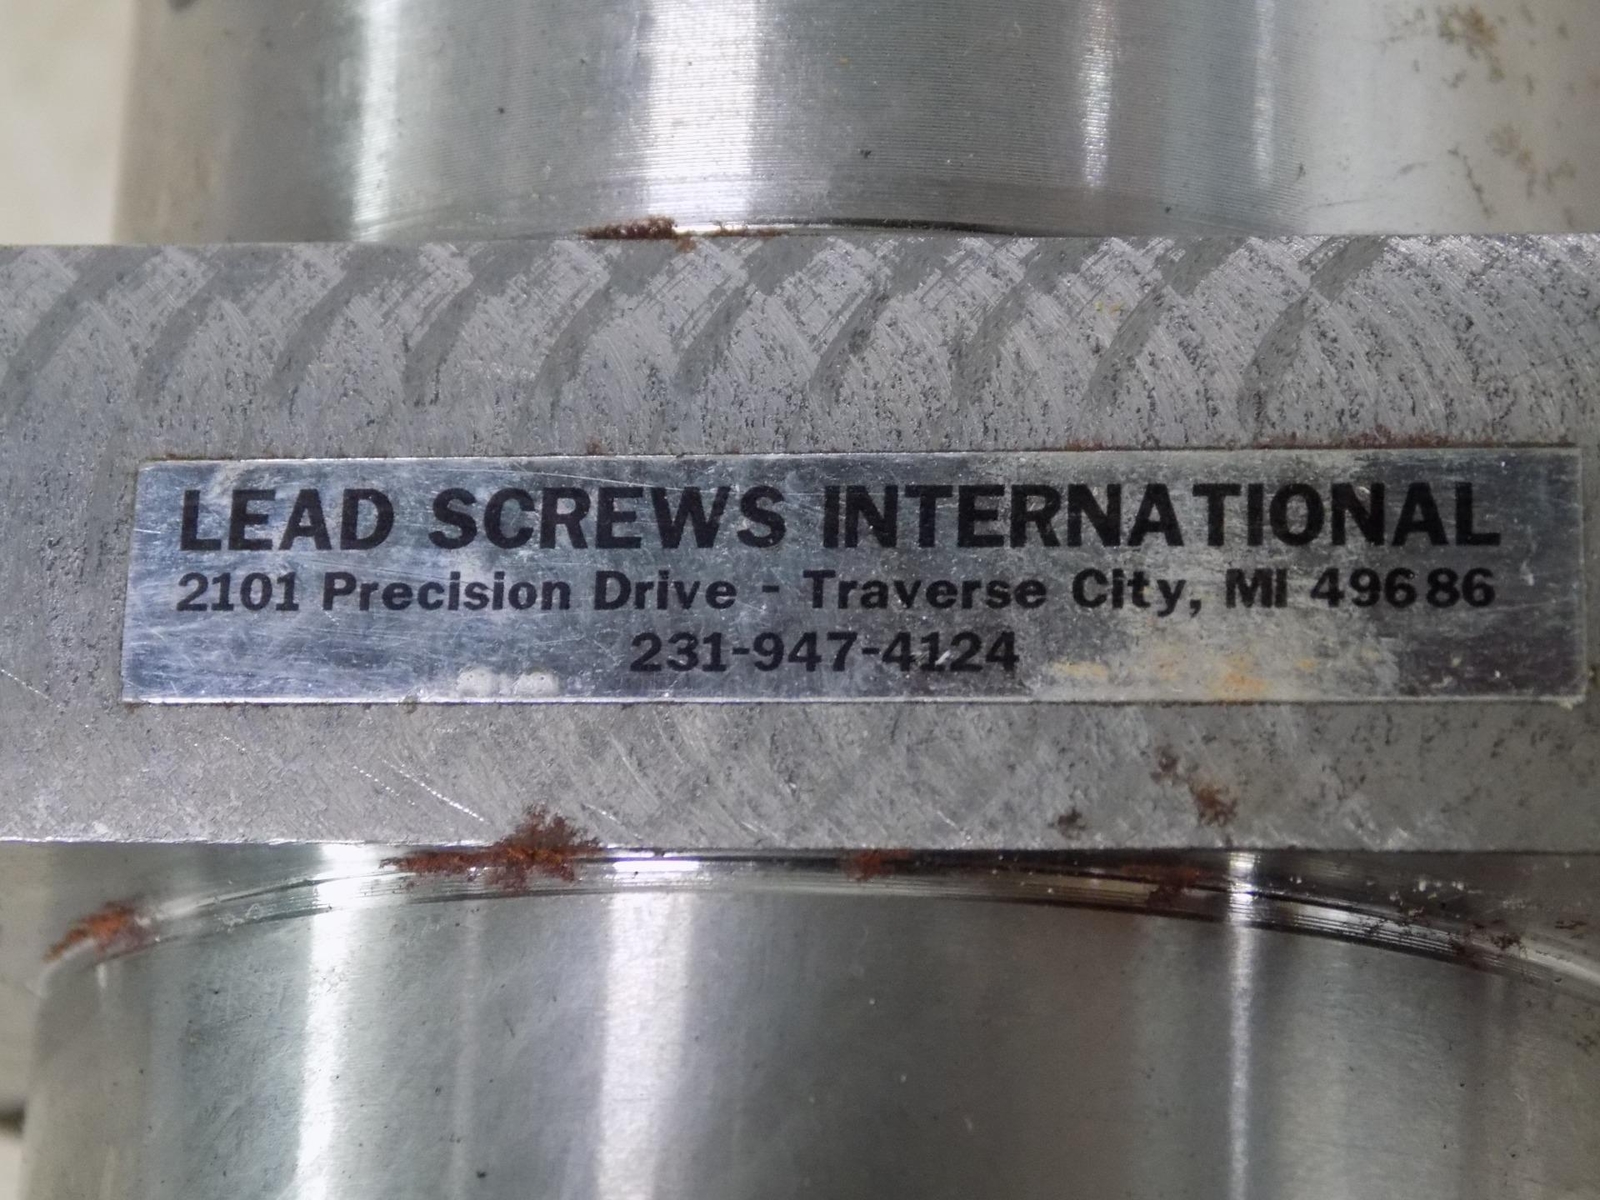 LEAD SCREWS INTERNATIONAL
2101 Precision Drive - Traverse City, MI 49686
231-947-4124